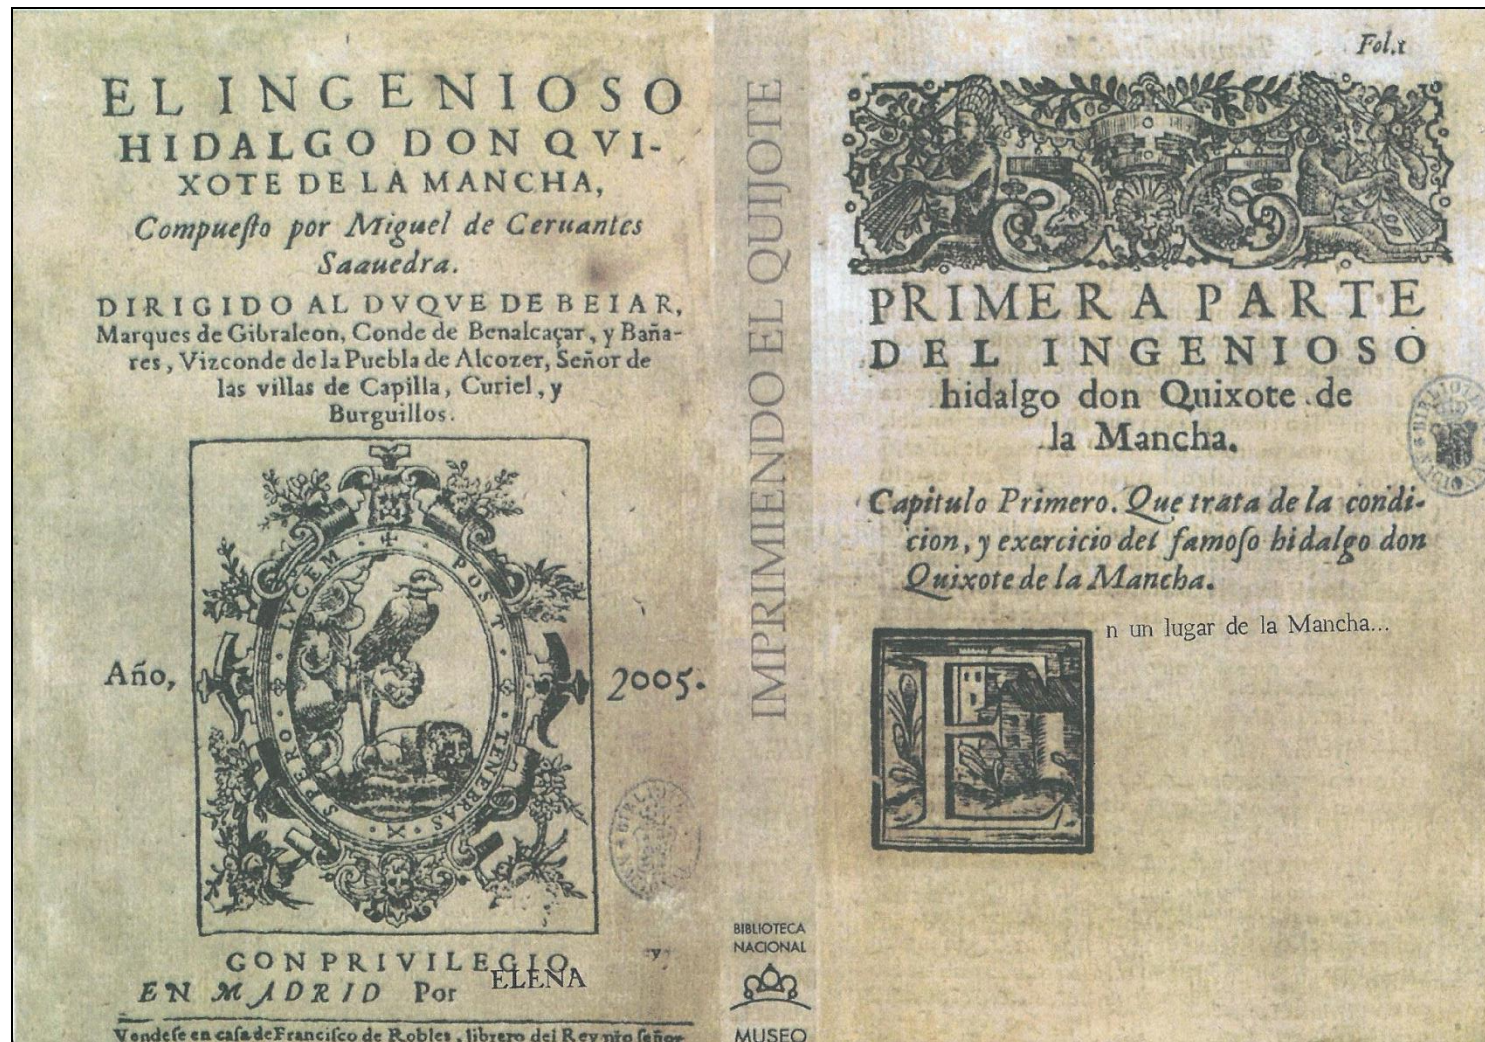 EL INGENIOSO
HIDALGO DON QVI-
XOTE DE LA MANCHA,
Compueſto por Miguel de Ceruantes
Saauedra.
DIRIGIDO AL DVQVE DE BEIAR,
Marques de Gibraleon, Conde de Benalcaçar, y Baña-
res, Vizconde de la Puebla de Alcozer, Señor de
las villas de Capilla, Curiel, y
Burguillos.
SPERO LVCEM POST TENEBRAS
Año,
2005.
CON PRIVILEGIO,
EN MADRID Por ELENA
Vendeſe en caſa de Franciſco de Robles, librero del Rey nr̃o ſeñor
IMPRIMIENDO EL QUIJOTE
BIBLIOTECA
NACIONAL
MUSEO
Fol.1
PRIMERA PARTE
DEL INGENIOSO
hidalgo don Quixote de
la Mancha.
Capitulo Primero. Que trata de la condi-
cion, y exercicio del famoſo hidalgo don
Quixote de la Mancha.
En un lugar de la Mancha...